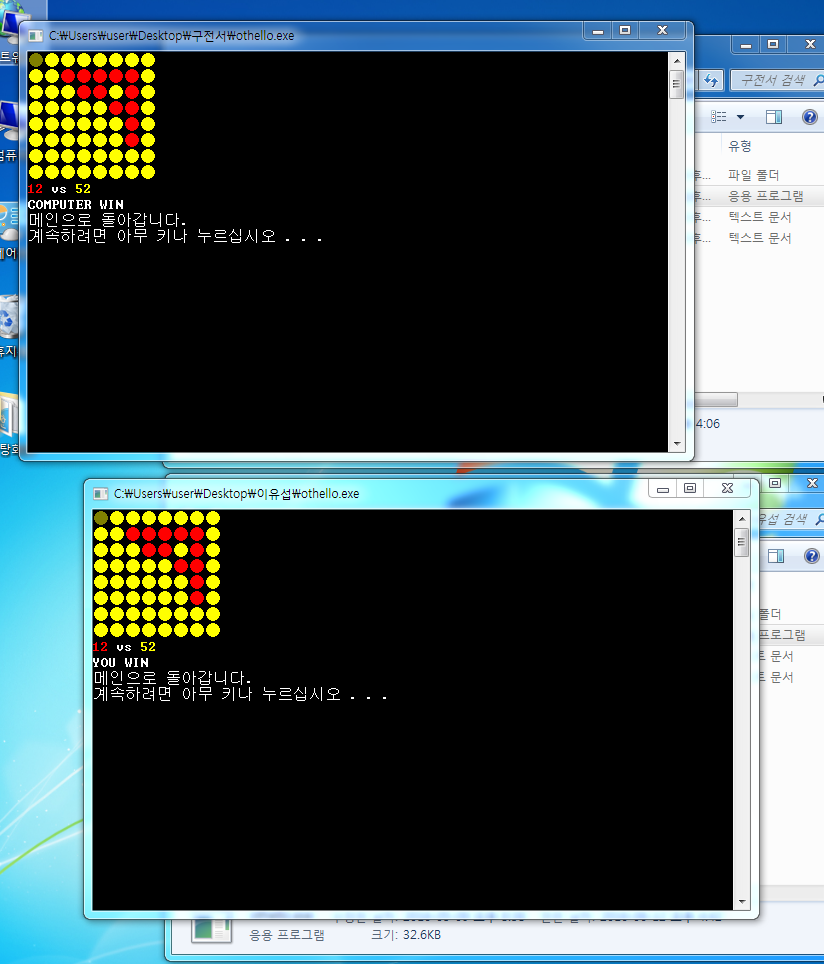 C:₩Users₩user₩Desktop₩구전서₩othello.exe
12 vs 52
COMPUTER WIN
메인으로 돌아갑니다.
계속하려면 아무 키나 누르십시오 . . .
구전서 검색
유형
파일 폴더
응용 프로그램
텍스트 문서
텍스트 문서
4:06
C:₩Users₩user₩Desktop₩이유섭₩othello.exe
12 vs 52
YOU WIN
메인으로 돌아갑니다.
계속하려면 아무 키나 누르십시오 . . .
유섭 검색
폴더
프로그램
트 문서
트 문서
응용 프로그램 크기: 32.6KB